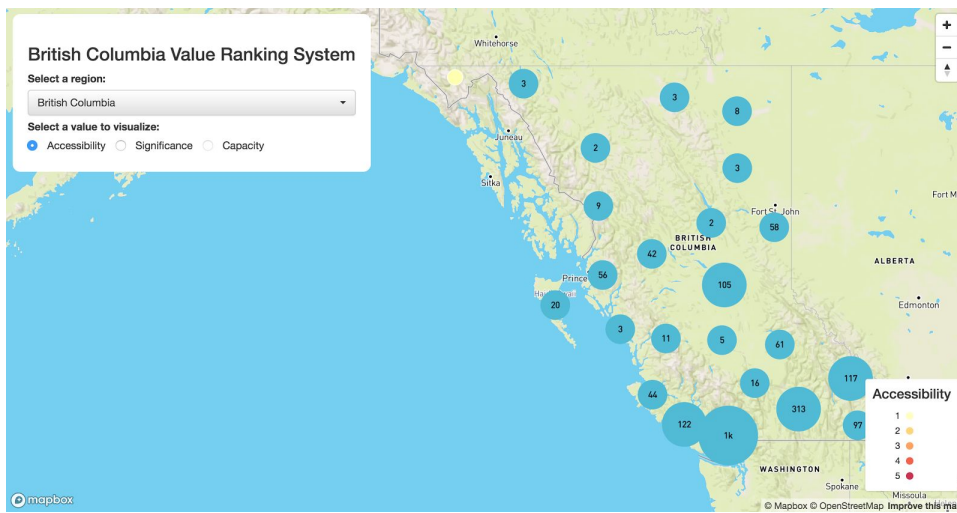 British Columbia Value Ranking System
Select a region:
British Columbia
Select a value to visualize:
Accessibility Significance Capacity
Whitehorse
3
3
8
Juneau
2
3
Sitka
9
Fort St. John
Fort M
2
58
BRITISH
COLUMBIA
42
ALBERTA
56
Prince
105
20
Edmonton
3
11
5
61
16
117
44
313
122
1k
97
Accessibility
1
2
3
4
5
WASHINGTON
Spokane
Missoula
mapbox
© Mapbox © OpenStreetMap Improve this ma
+
−